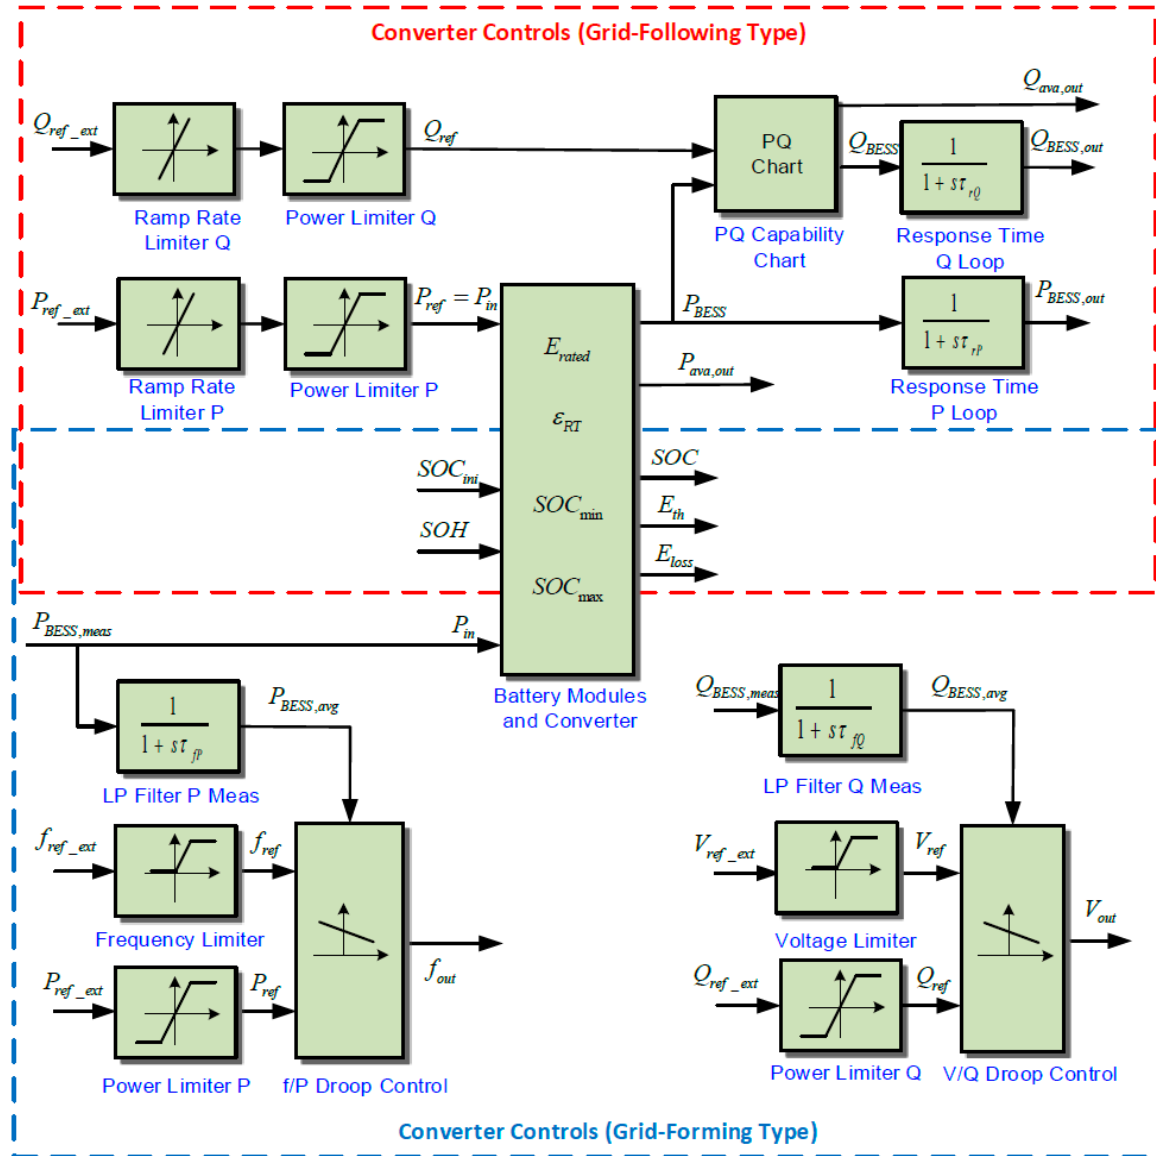 Converter Controls (Grid-Following Type)
Q_ref_ext
Ramp Rate
Limiter Q
Power Limiter Q
Q_ref
PQ
Chart
PQ Capability
Chart
Q_ava,out
Q_BESS
1
1 + sτ_rQ
Q_BESS,out
Response Time
Q Loop
P_ref_ext
Ramp Rate
Limiter P
Power Limiter P
P_ref = P_in
P_BESS
1
1 + sτ_rP
P_BESS,out
Response Time
P Loop
P_ava,out
E_rated
ε_RT
SOC_min
SOC_max
SOC_ini
SOH
SOC
E_th
E_loss
P_BESS,meas
P_in
Battery Modules
and Converter
1
1 + sτ_fP
P_BESS,avg
LP Filter P Meas
Q_BESS,meas
1
1 + sτ_fQ
Q_BESS,avg
LP Filter Q Meas
f_ref_ext
f_ref
Frequency Limiter
P_ref_ext
P_ref
Power Limiter P
f/P Droop Control
f_out
V_ref_ext
V_ref
Voltage Limiter
Q_ref_ext
Q_ref
Power Limiter Q
V/Q Droop Control
V_out
Converter Controls (Grid-Forming Type)